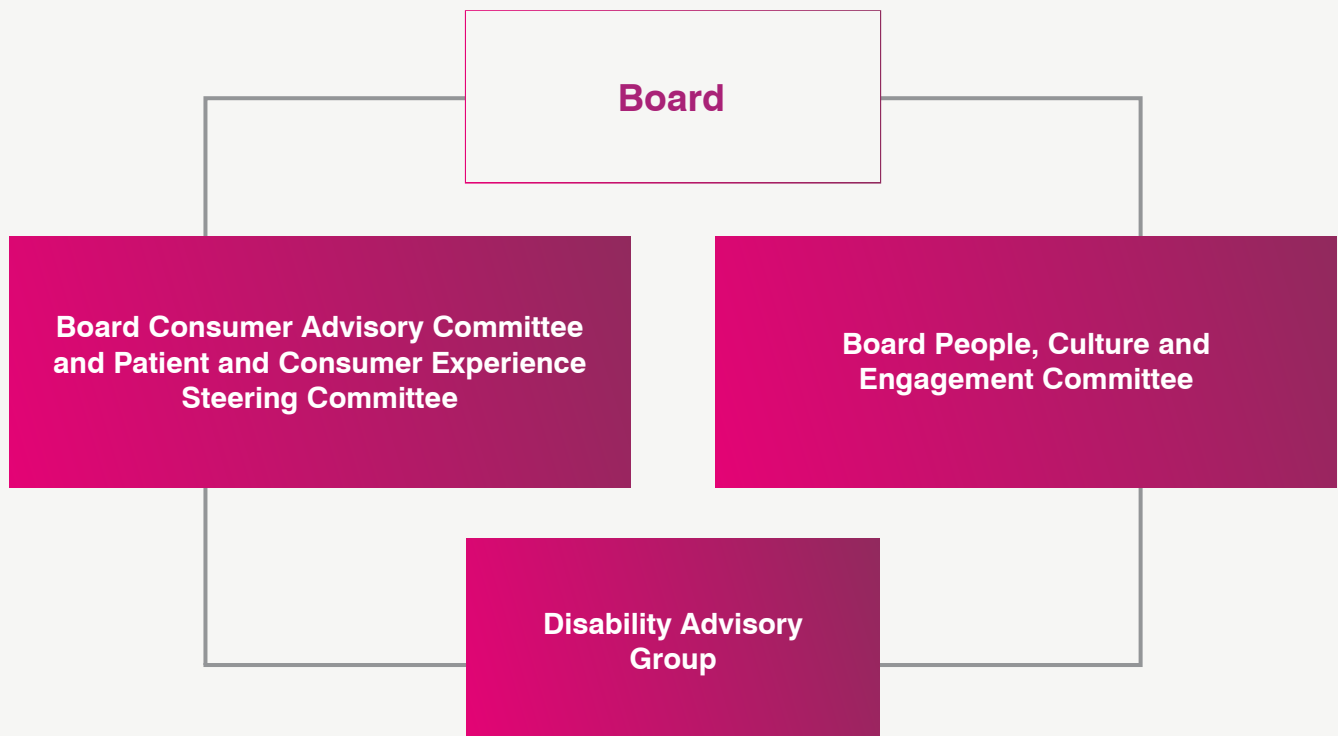 Board
Board Consumer Advisory Committee
and Patient and Consumer Experience
Steering Committee
Board People, Culture and
Engagement Committee
Disability Advisory
Group